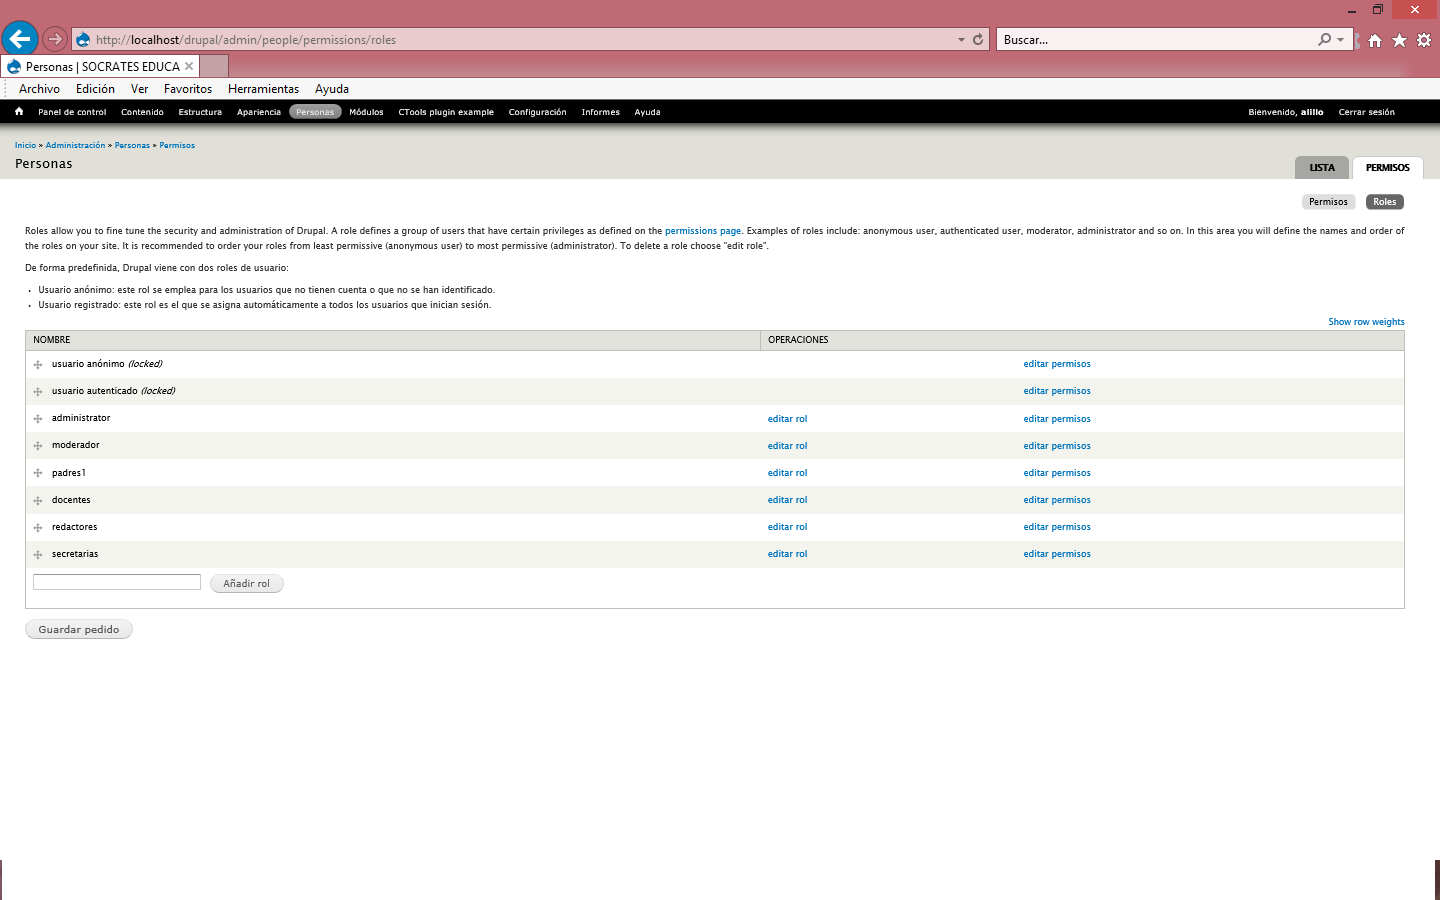 http://localhost/drupal/admin/people/permissions/roles
Buscar...
Personas | SOCRATES EDUCA
Archivo Edición Ver Favoritos Herramientas Ayuda
Panel de control Contenido Estructura Apariencia Personas Módulos CTools plugin example Configuración Informes Ayuda Bienvenido, alillo Cerrar sesión
Inicio » Administración » Personas » Permisos
Personas
LISTA PERMISOS
Permisos Roles
Roles allow you to fine tune the security and administration of Drupal. A role defines a group of users that have certain privileges as defined on the permissions page. Examples of roles include: anonymous user, authenticated user, moderator, administrator and so on. In this area you will define the names and order of
the roles on your site. It is recommended to order your roles from least permissive (anonymous user) to most permissive (administrator). To delete a role choose "edit role".
De forma predefinida, Drupal viene con dos roles de usuario:
• Usuario anónimo: este rol se emplea para los usuarios que no tienen cuenta o que no se han identificado.
• Usuario registrado: este rol es el que se asigna automáticamente a todos los usuarios que inician sesión.
Show row weights
NOMBRE OPERACIONES
usuario anónimo (locked) editar permisos
usuario autenticado (locked) editar permisos
administrator editar rol editar permisos
moderador editar rol editar permisos
padres1 editar rol editar permisos
docentes editar rol editar permisos
redactores editar rol editar permisos
secretarias editar rol editar permisos
Añadir rol
Guardar pedido